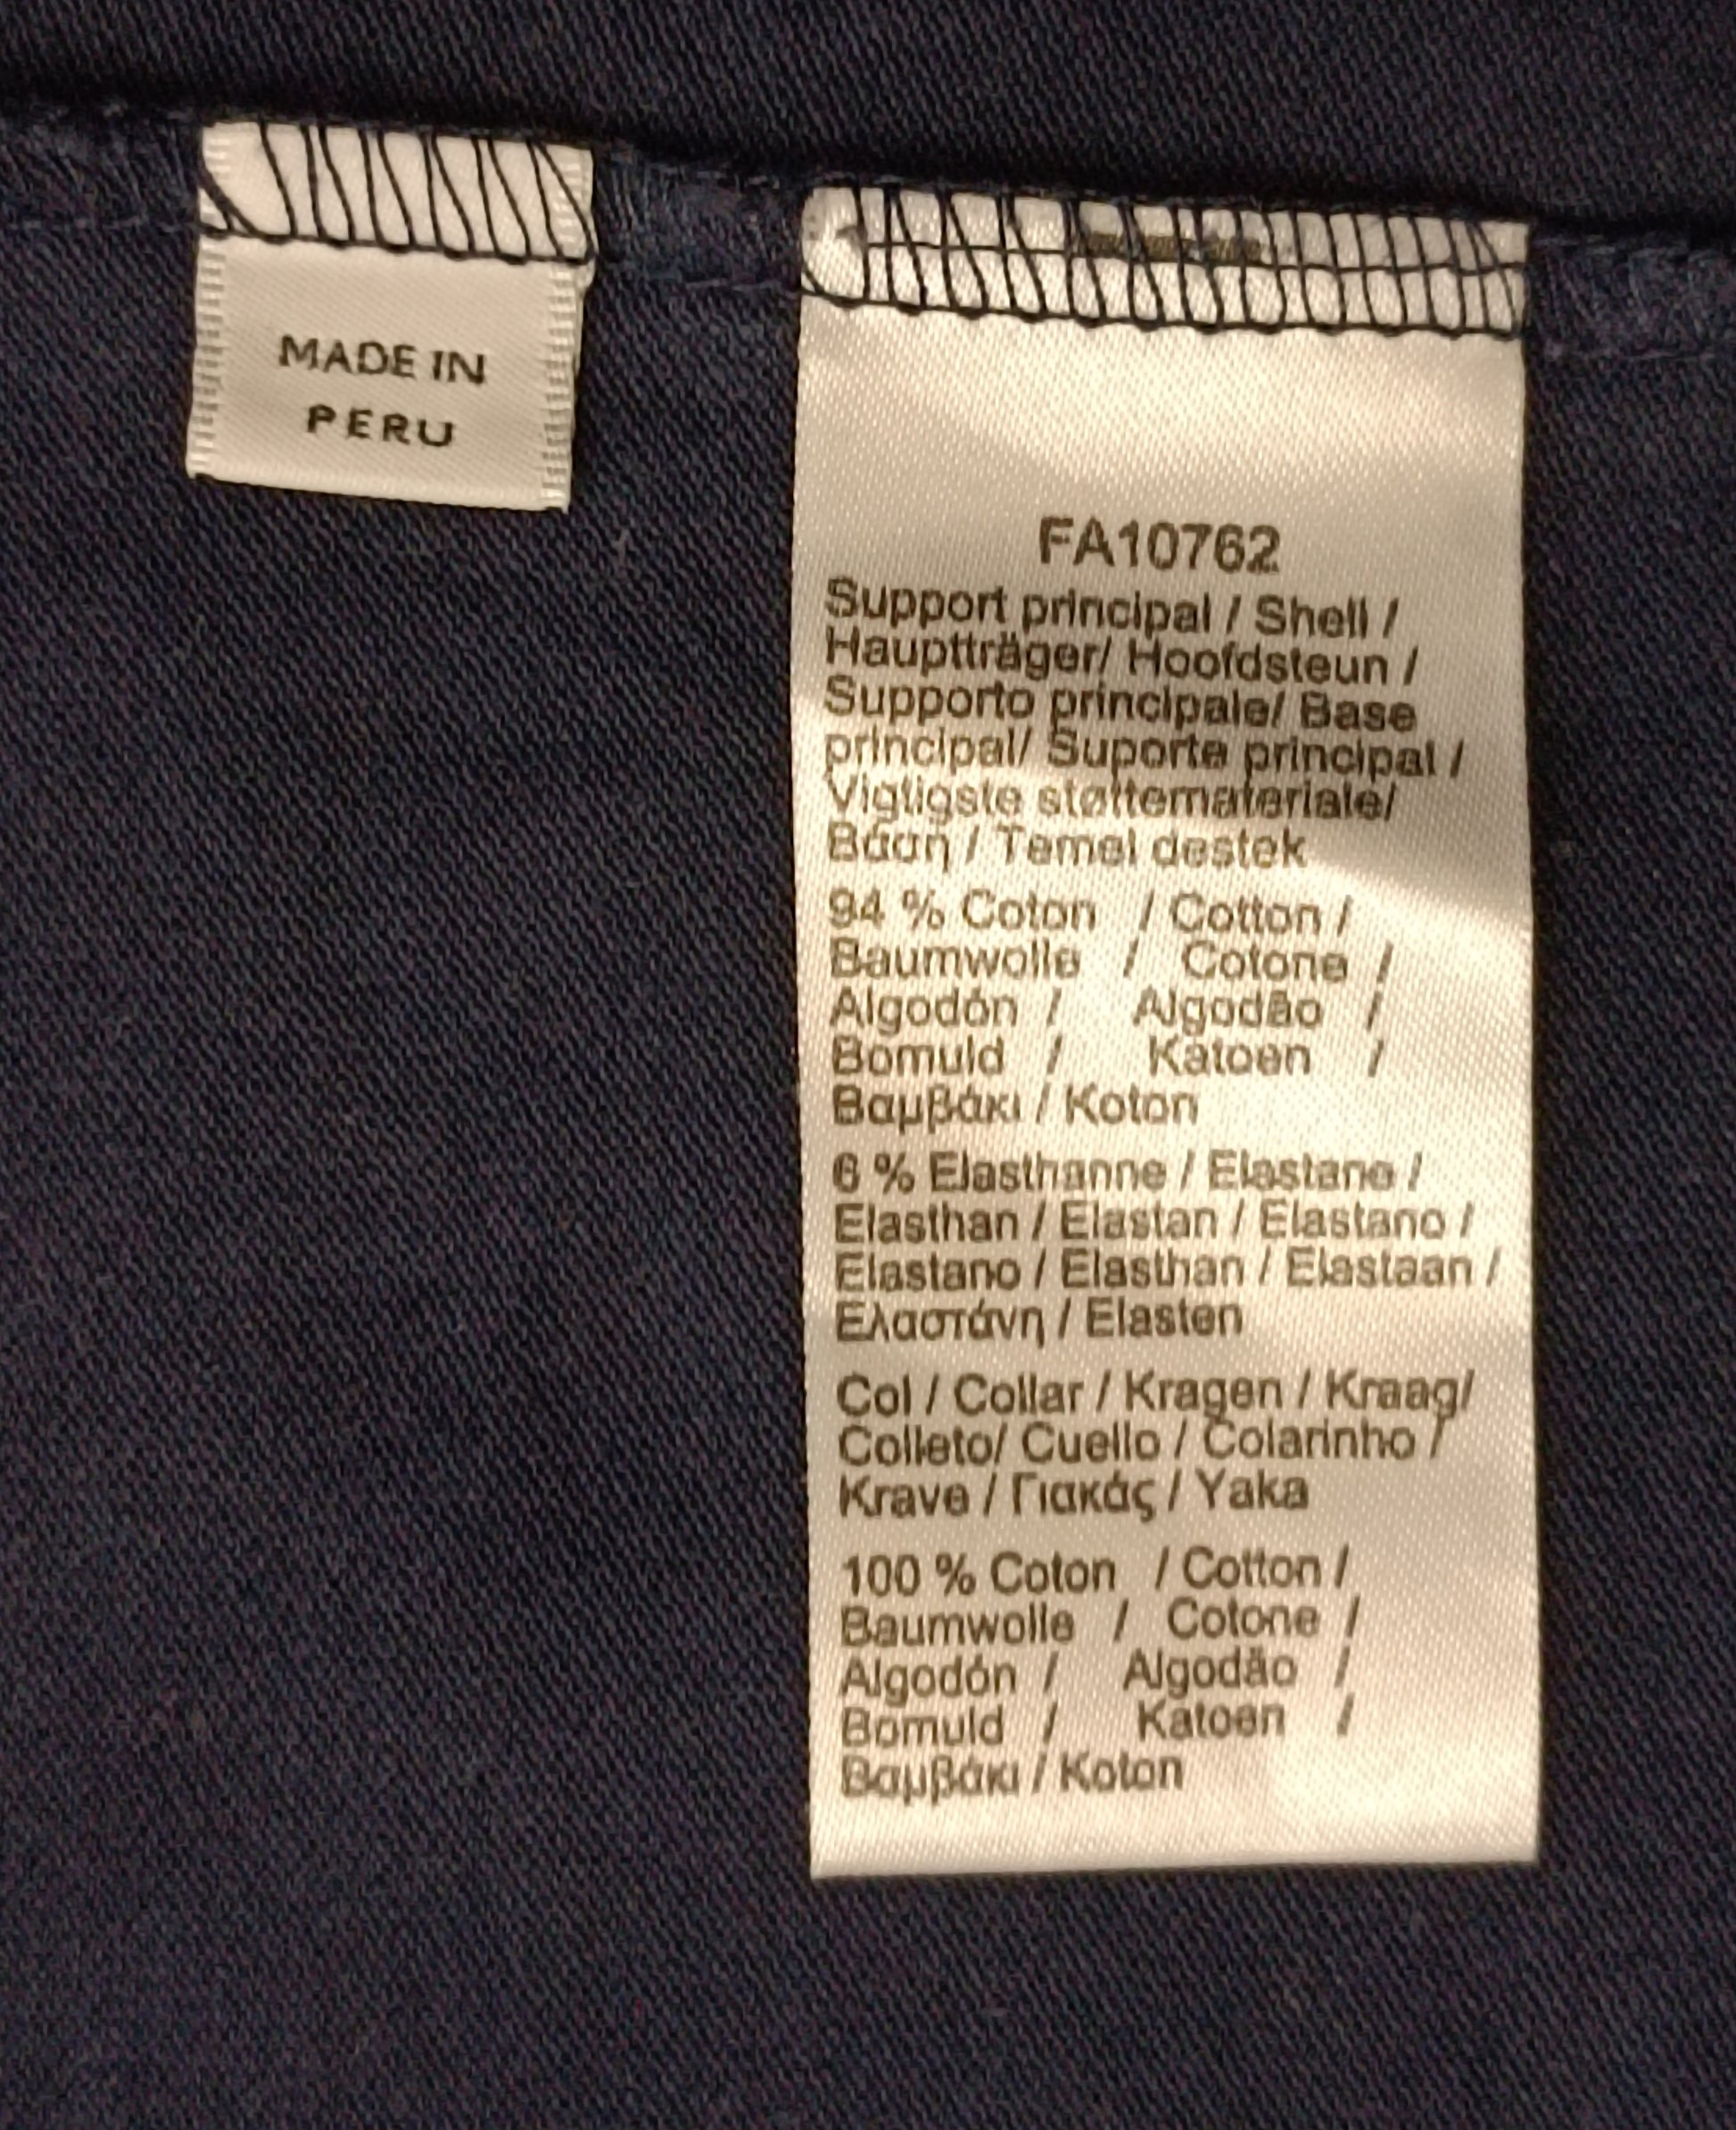 MADE IN
PERU
FA10762
Support principal / Shell /
Hauptträger/ Hoofdsteun /
Supporto principale/ Base
principal/ Suporte principal /
Vigtigste støttemateriale/
Βάση / Temel destek
94 % Coton / Cotton /
Baumwolle / Cotone /
Algodón / Algodão /
Bomuld / Katoen /
Βαμβάκι / Koton
6 % Elasthanne / Elastane /
Elasthan / Elastan / Elastano /
Elastano / Elasthan / Elastaan /
Ελαστάνη / Elasten
Col / Collar / Kragen / Kraag/
Colleto/ Cuello / Colarinho /
Krave / Γιακάς / Yaka
100 % Coton / Cotton /
Baumwolle / Cotone /
Algodón / Algodão /
Bomuld / Katoen /
Βαμβάκι / Koton